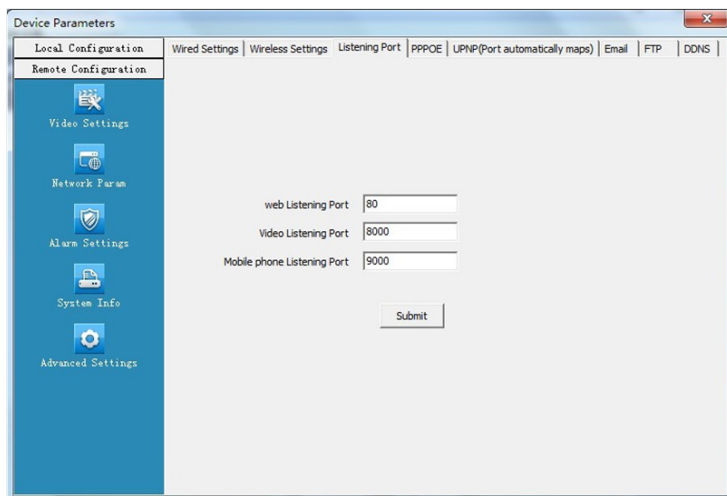 Device Parameters
Local Configuration
Remote Configuration
Video Settings
Network Param
Alarm Settings
System Info
Advanced Settings
Wired Settings Wireless Settings Listening Port PPPOE UPNP(Port automatically maps) Email FTP DDNS
web Listening Port 80
Video Listening Port 8000
Mobile phone Listening Port 9000
Submit